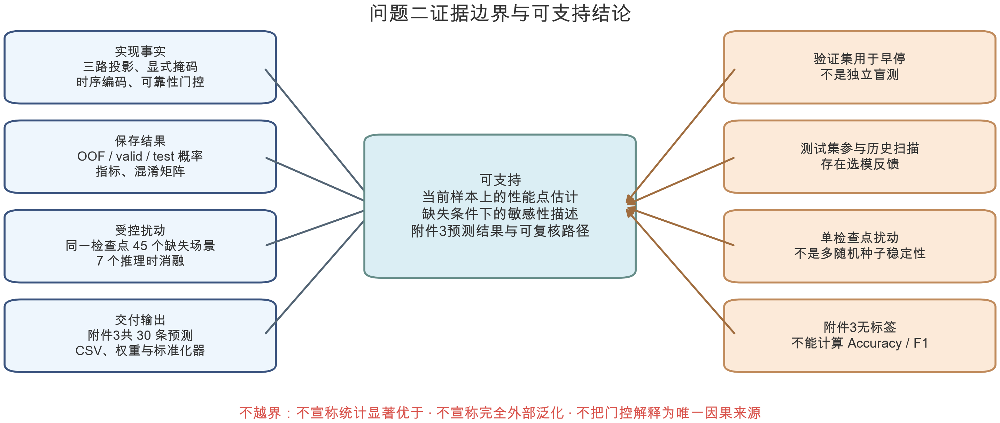 问题二证据边界与可支持结论
实现事实
三路投影、显式掩码
时序编码、可靠性门控
保存结果
OOF / valid / test 概率
指标、混淆矩阵
受控扰动
同一检查点 45 个缺失场景
7 个推理时消融
交付输出
附件3共 30 条预测
CSV、权重与标准化器
可支持
当前样本上的性能点估计
缺失条件下的敏感性描述
附件3预测结果与可复核路径
验证集用于早停
不是独立盲测
测试集参与历史扫描
存在选模反馈
单检查点扰动
不是多随机种子稳定性
附件3无标签
不能计算 Accuracy / F1
不越界：不宣称统计显著优于 · 不宣称完全外部泛化 · 不把门控解释为唯一因果来源